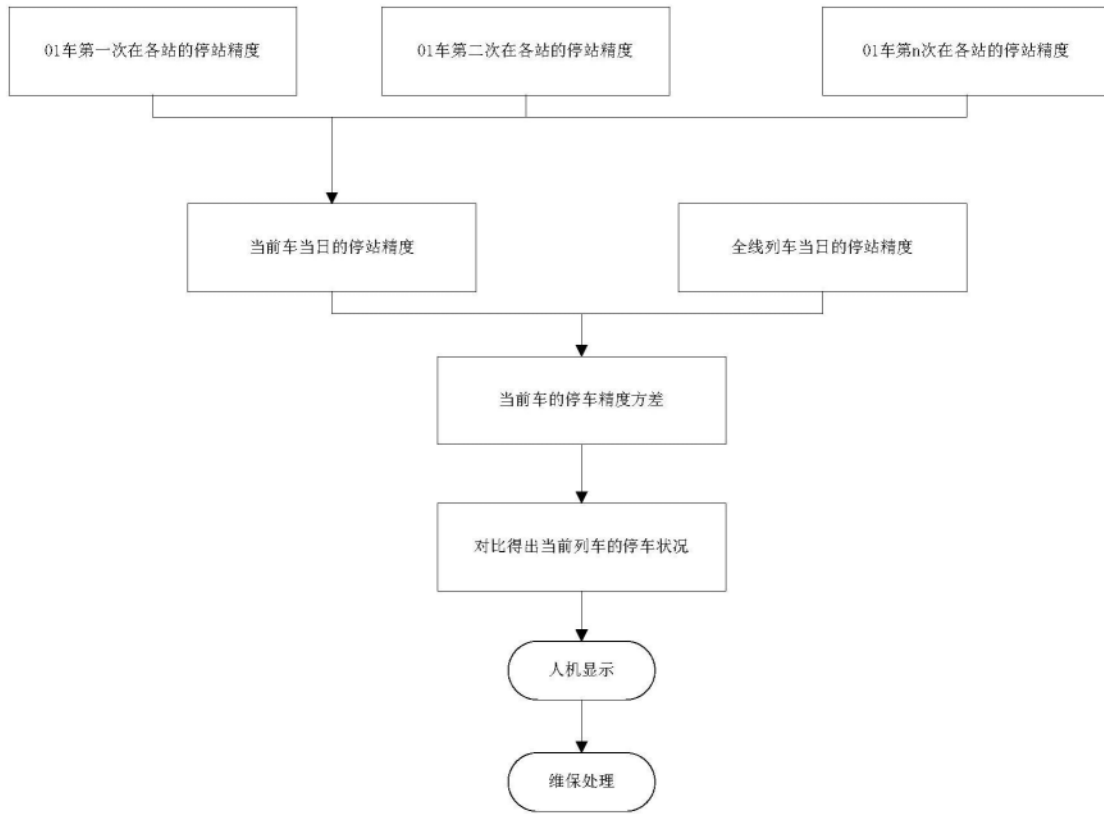 01车第一次在各站的停站精度
01车第二次在各站的停站精度
01车第n次在各站的停站精度
当前车当日的停站精度
全线列车当日的停站精度
当前车的停车精度方差
对比得出当前列车的停车状况
人机显示
维保处理